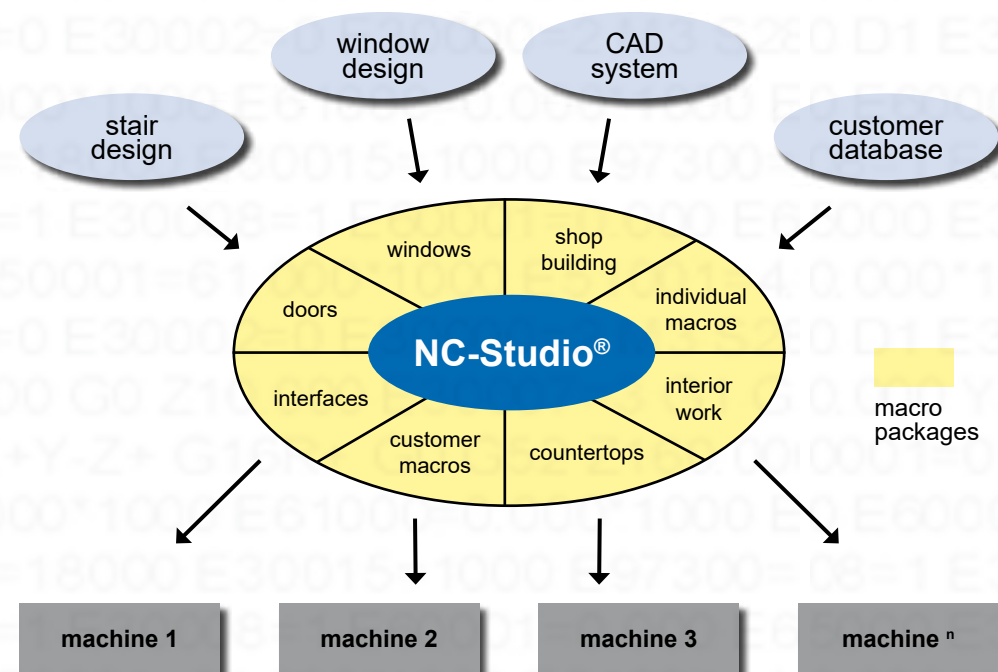 window
design
CAD
system
stair
design
customer
database
windows
shop
building
doors
individual
macros
NC-Studio®
interfaces
interior
work
customer
macros
countertops
macro
packages
machine 1
machine 2
machine 3
machine ⁿ